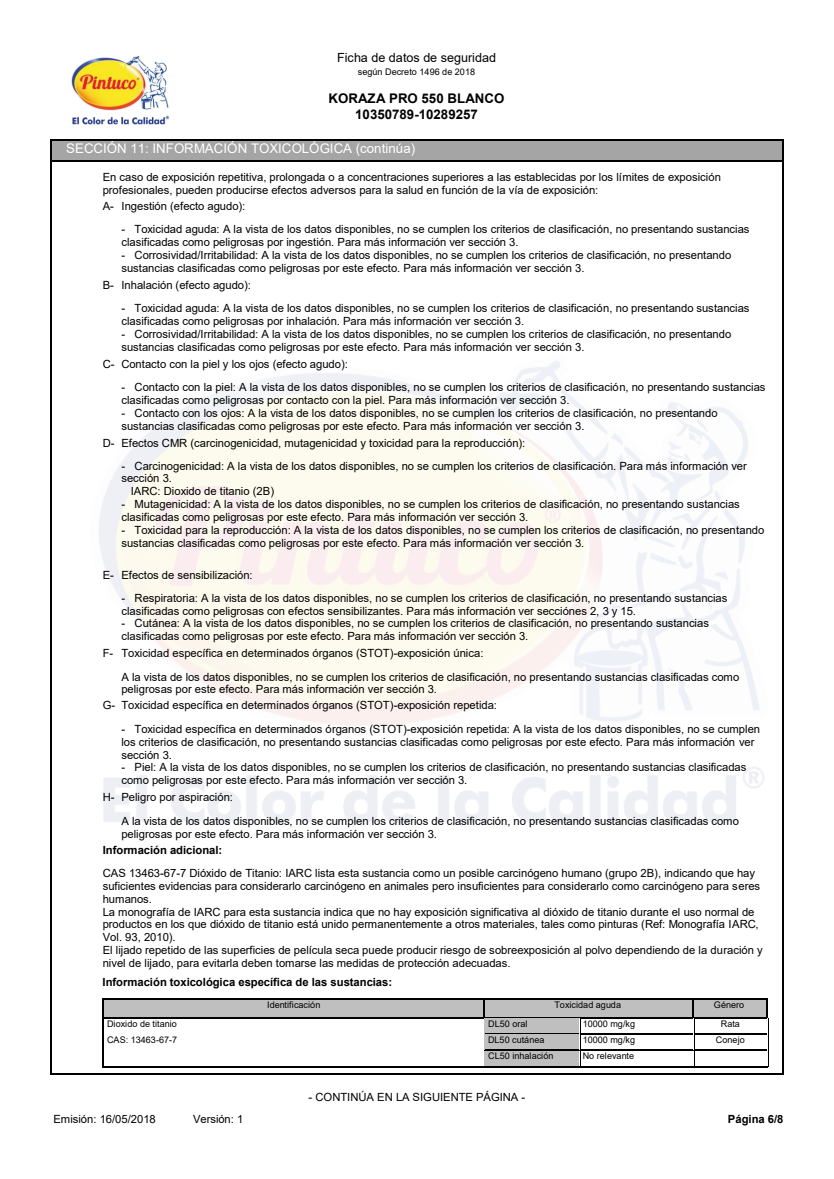 Ficha de datos de seguridad
según Decreto 1496 de 2018
Pintuco®
El Color de la Calidad®
KORAZA PRO 550 BLANCO
10350789-10289257
SECCIÓN 11: INFORMACIÓN TOXICOLÓGICA (continúa)
En caso de exposición repetitiva, prolongada o a concentraciones superiores a las establecidas por los límites de exposición
profesionales, pueden producirse efectos adversos para la salud en función de la vía de exposición:
A- Ingestión (efecto agudo):
- Toxicidad aguda: A la vista de los datos disponibles, no se cumplen los criterios de clasificación, no presentando sustancias
clasificadas como peligrosas por ingestión. Para más información ver sección 3.
- Corrosividad/Irritabilidad: A la vista de los datos disponibles, no se cumplen los criterios de clasificación, no presentando
sustancias clasificadas como peligrosas por este efecto. Para más información ver sección 3.
B- Inhalación (efecto agudo):
- Toxicidad aguda: A la vista de los datos disponibles, no se cumplen los criterios de clasificación, no presentando sustancias
clasificadas como peligrosas por inhalación. Para más información ver sección 3.
- Corrosividad/Irritabilidad: A la vista de los datos disponibles, no se cumplen los criterios de clasificación, no presentando
sustancias clasificadas como peligrosas por este efecto. Para más información ver sección 3.
C- Contacto con la piel y los ojos (efecto agudo):
- Contacto con la piel: A la vista de los datos disponibles, no se cumplen los criterios de clasificación, no presentando sustancias
clasificadas como peligrosas por contacto con la piel. Para más información ver sección 3.
- Contacto con los ojos: A la vista de los datos disponibles, no se cumplen los criterios de clasificación, no presentando
sustancias clasificadas como peligrosas por este efecto. Para más información ver sección 3.
D- Efectos CMR (carcinogenicidad, mutagenicidad y toxicidad para la reproducción):
- Carcinogenicidad: A la vista de los datos disponibles, no se cumplen los criterios de clasificación. Para más información ver
sección 3.
IARC: Dioxido de titanio (2B)
- Mutagenicidad: A la vista de los datos disponibles, no se cumplen los criterios de clasificación, no presentando sustancias
clasificadas como peligrosas por este efecto. Para más información ver sección 3.
- Toxicidad para la reproducción: A la vista de los datos disponibles, no se cumplen los criterios de clasificación, no presentando
sustancias clasificadas como peligrosas por este efecto. Para más información ver sección 3.
E- Efectos de sensibilización:
- Respiratoria: A la vista de los datos disponibles, no se cumplen los criterios de clasificación, no presentando sustancias
clasificadas como peligrosas con efectos sensibilizantes. Para más información ver secciónes 2, 3 y 15.
- Cutánea: A la vista de los datos disponibles, no se cumplen los criterios de clasificación, no presentando sustancias
clasificadas como peligrosas por este efecto. Para más información ver sección 3.
F- Toxicidad específica en determinados órganos (STOT)-exposición única:
A la vista de los datos disponibles, no se cumplen los criterios de clasificación, no presentando sustancias clasificadas como
peligrosas por este efecto. Para más información ver sección 3.
G- Toxicidad específica en determinados órganos (STOT)-exposición repetida:
- Toxicidad específica en determinados órganos (STOT)-exposición repetida: A la vista de los datos disponibles, no se cumplen
los criterios de clasificación, no presentando sustancias clasificadas como peligrosas por este efecto. Para más información ver
sección 3.
- Piel: A la vista de los datos disponibles, no se cumplen los criterios de clasificación, no presentando sustancias clasificadas
como peligrosas por este efecto. Para más información ver sección 3.
H- Peligro por aspiración:
A la vista de los datos disponibles, no se cumplen los criterios de clasificación, no presentando sustancias clasificadas como
peligrosas por este efecto. Para más información ver sección 3.
Información adicional:
CAS 13463-67-7 Dióxido de Titanio: IARC lista esta sustancia como un posible carcinógeno humano (grupo 2B), indicando que hay
suficientes evidencias para considerarlo carcinógeno en animales pero insuficientes para considerarlo como carcinógeno para seres
humanos.
La monografía de IARC para esta sustancia indica que no hay exposición significativa al dióxido de titanio durante el uso normal de
productos en los que dióxido de titanio está unido permanentemente a otros materiales, tales como pinturas (Ref: Monografía IARC,
Vol. 93, 2010).
El lijado repetido de las superficies de película seca puede producir riesgo de sobreexposición al polvo dependiendo de la duración y
nivel de lijado, para evitarla deben tomarse las medidas de protección adecuadas.
Información toxicológica específica de las sustancias:
Identificación Toxicidad aguda Género
Dioxido de titanio DL50 oral 10000 mg/kg Rata
CAS: 13463-67-7 DL50 cutánea 10000 mg/kg Conejo
CL50 inhalación No relevante
- CONTINÚA EN LA SIGUIENTE PÁGINA -
Emisión: 16/05/2018 Versión: 1 Página 6/8